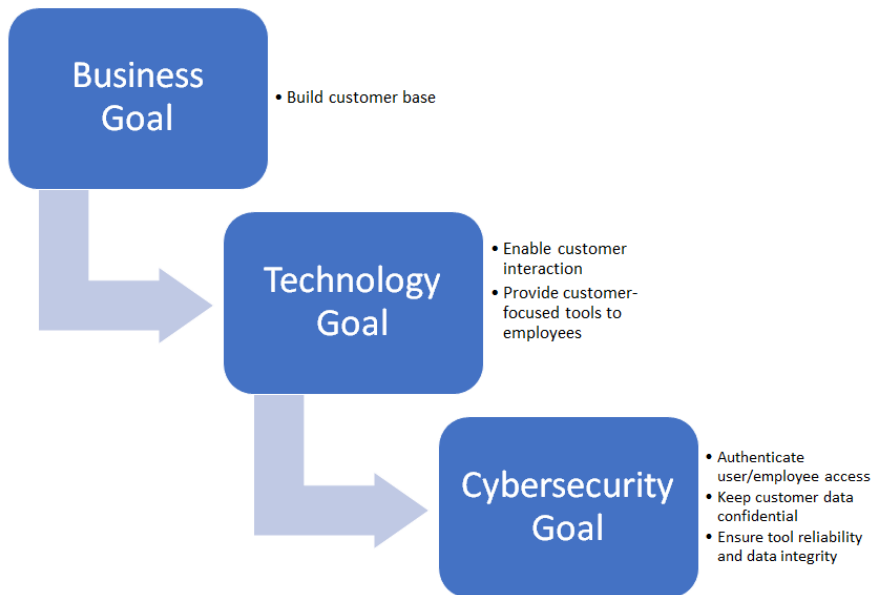 Business
Goal
• Build customer base
Technology
Goal
• Enable customer
interaction
• Provide customer-
focused tools to
employees
Cybersecurity
Goal
• Authenticate
user/employee access
• Keep customer data
confidential
• Ensure tool reliability
and data integrity